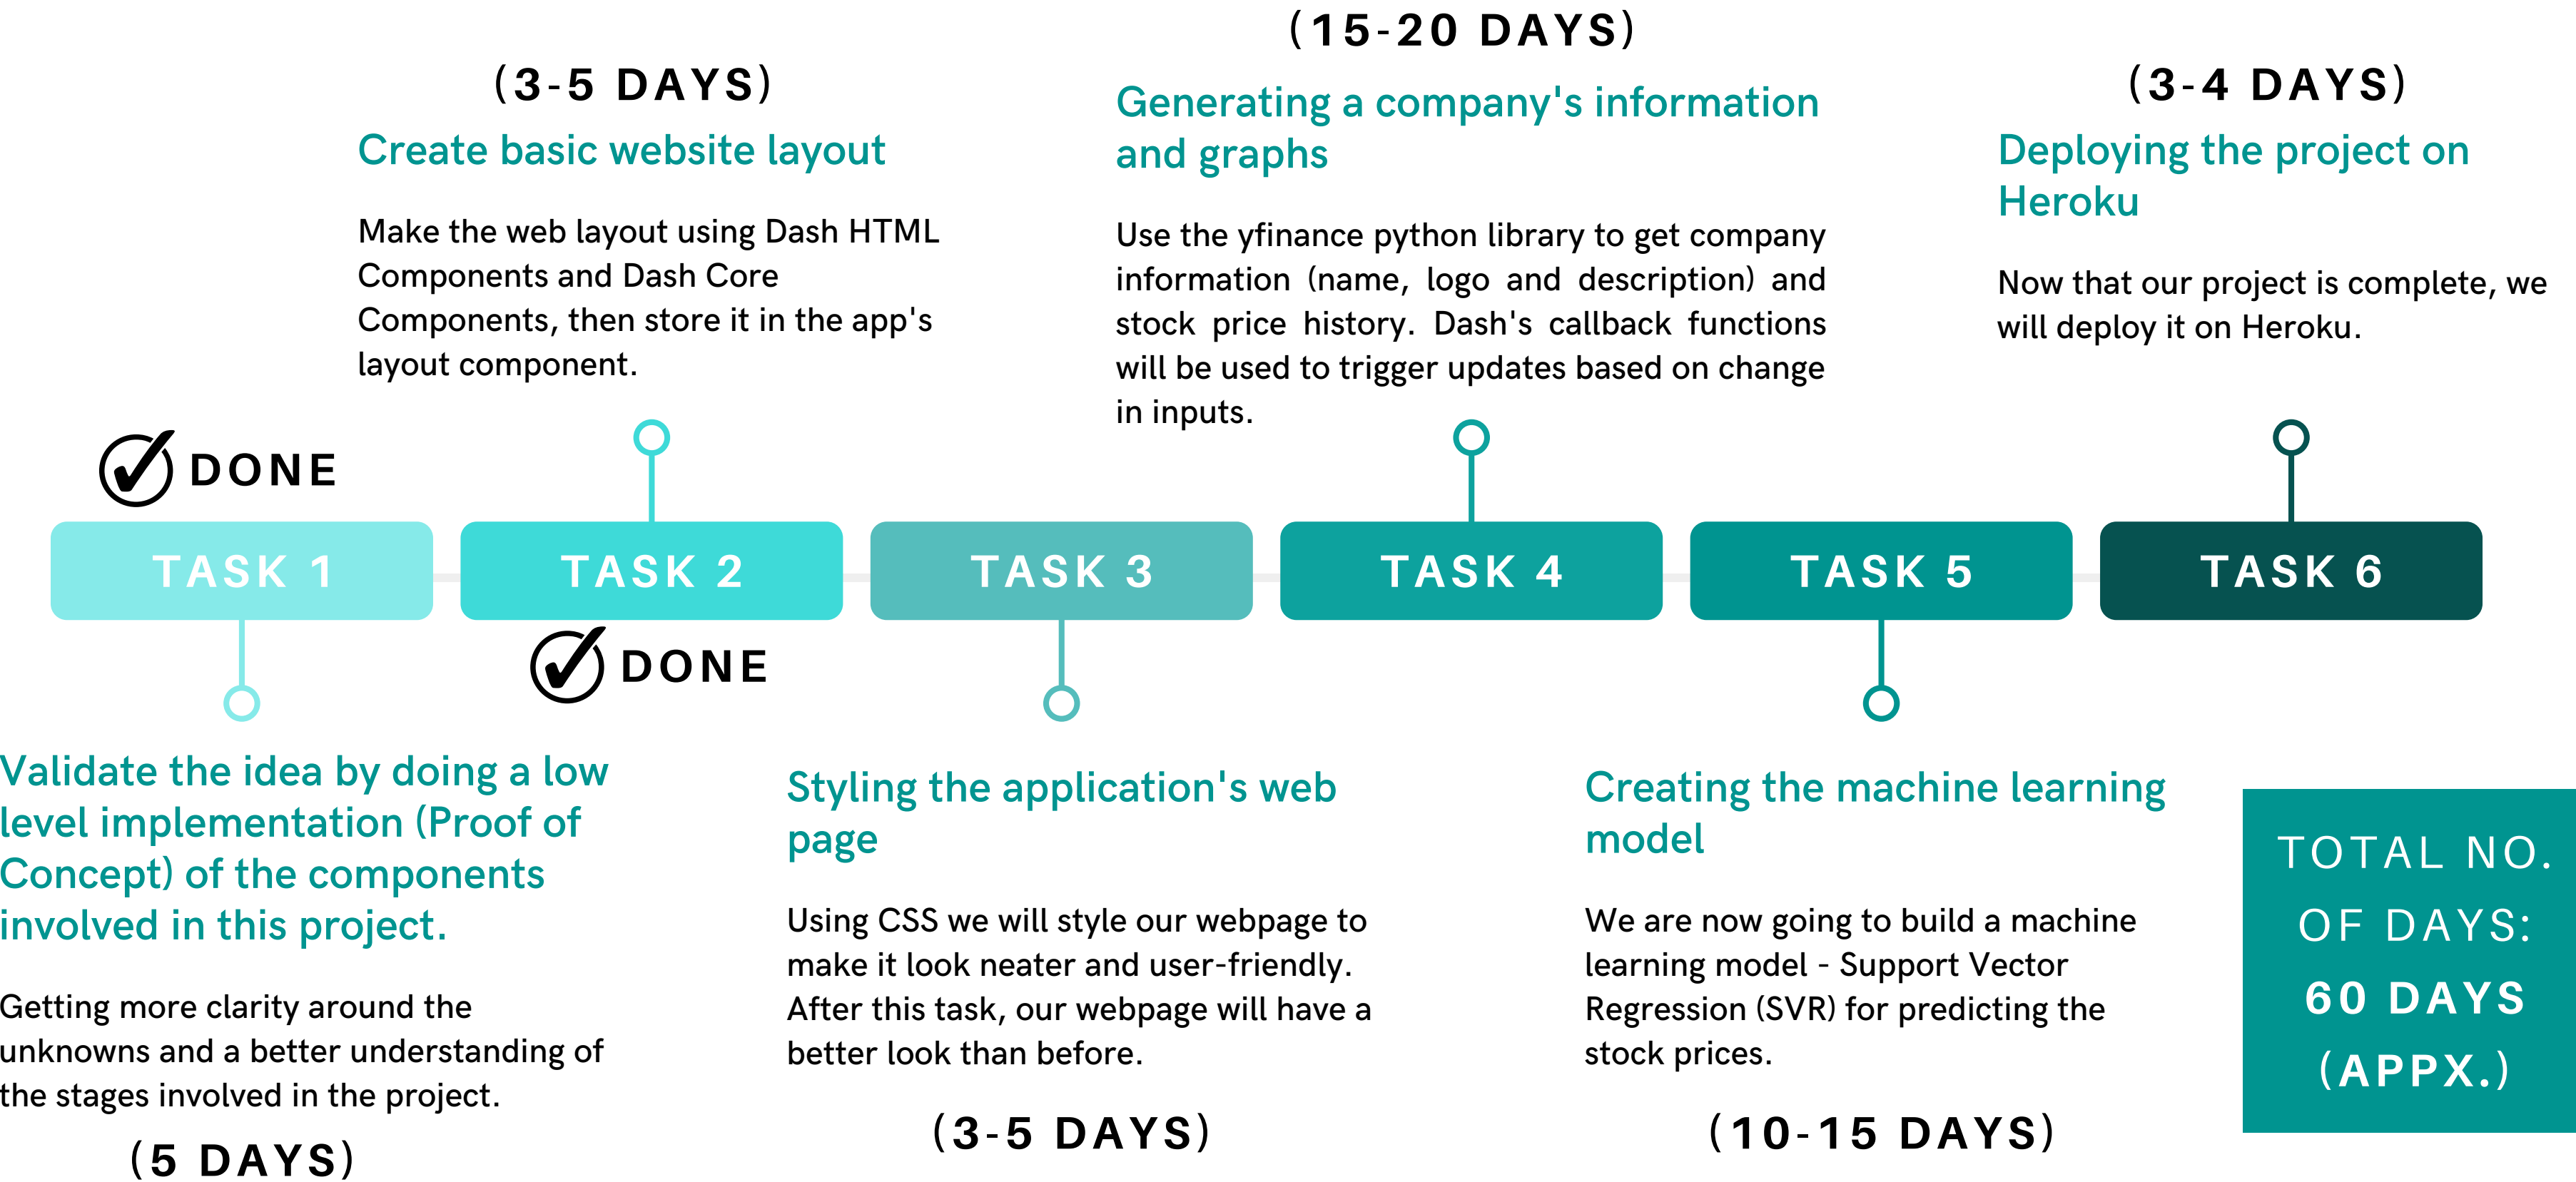 (15-20 DAYS)
(3-5 DAYS)
(3-4 DAYS)
Create basic website layout
Make the web layout using Dash HTML
Components and Dash Core
Components, then store it in the app's
layout component.
Generating a company's information
and graphs
Use the yfinance python library to get company
information (name, logo and description) and
stock price history. Dash's callback functions
will be used to trigger updates based on change
in inputs.
Deploying the project on
Heroku
Now that our project is complete, we
will deploy it on Heroku.
DONE
TASK 1
TASK 2
TASK 3
TASK 4
TASK 5
TASK 6
DONE
Validate the idea by doing a low
level implementation (Proof of
Concept) of the components
involved in this project.
Getting more clarity around the
unknowns and a better understanding of
the stages involved in the project.
(5 DAYS)
Styling the application's web
page
Using CSS we will style our webpage to
make it look neater and user-friendly.
After this task, our webpage will have a
better look than before.
(3-5 DAYS)
Creating the machine learning
model
We are now going to build a machine
learning model - Support Vector
Regression (SVR) for predicting the
stock prices.
(10-15 DAYS)
TOTAL NO.
OF DAYS:
60 DAYS
(APPX.)